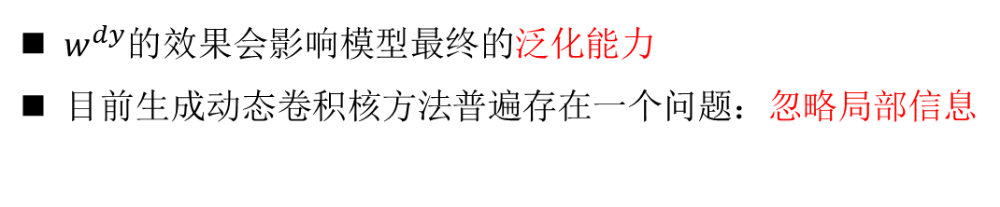 ■ w^{dy}的效果会影响模型最终的泛化能力
■ 目前生成动态卷积核方法普遍存在一个问题：忽略局部信息